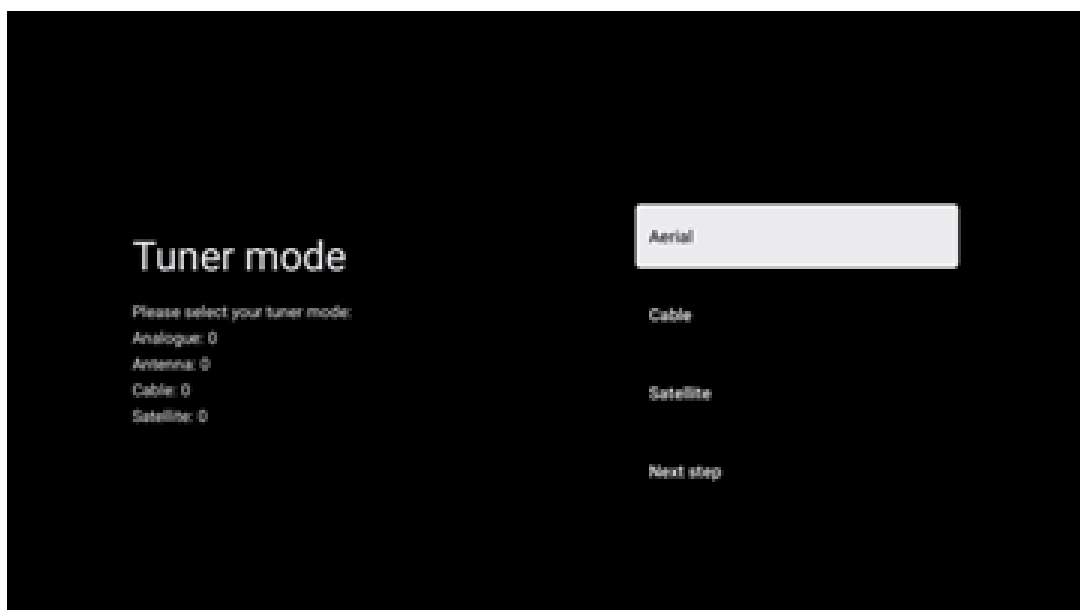 Tuner mode
Please select your tuner mode:
Analogue: 0
Antenna: 0
Cable: 0
Satellite: 0
Aerial
Cable
Satellite
Next step